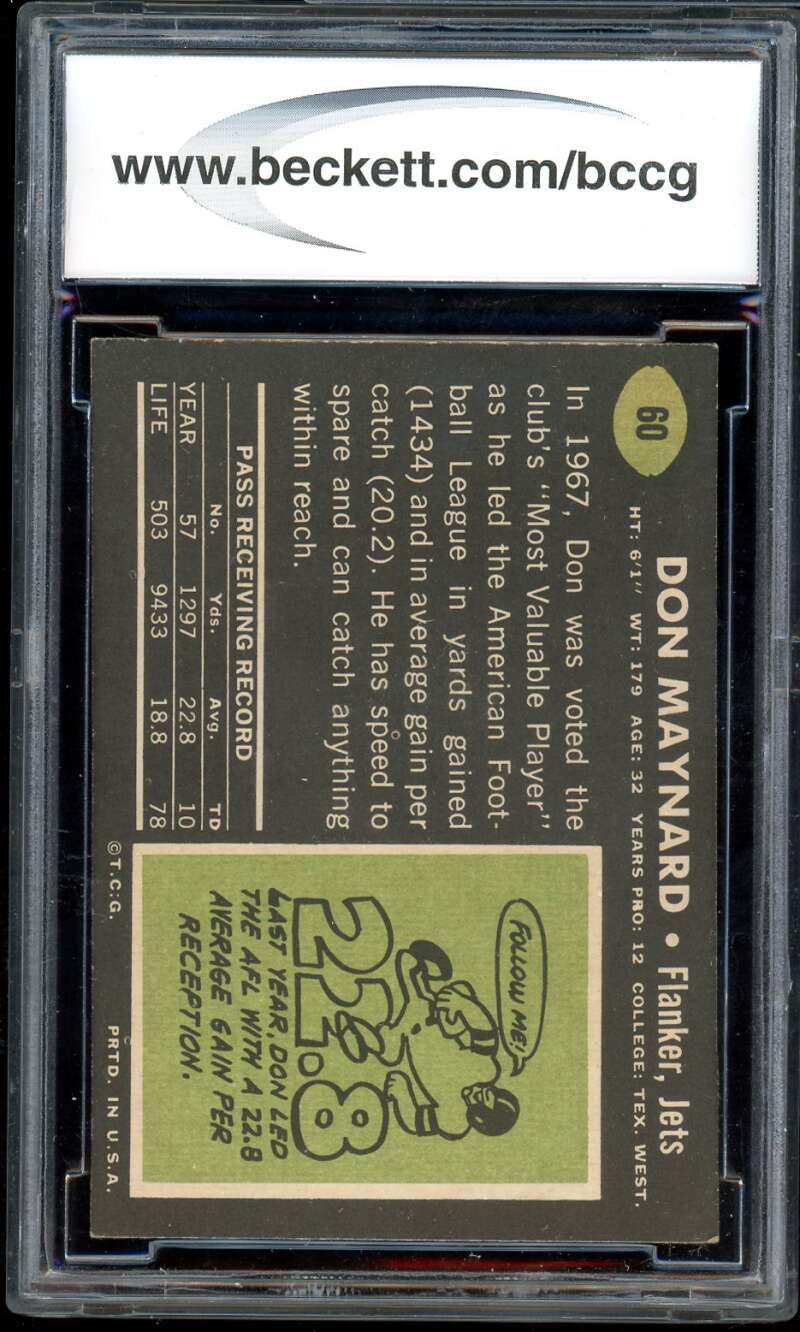 www.beckett.com/bccg
60
DON MAYNARD • Flanker, Jets
HT: 6'1" WT: 179 AGE: 32 YEARS PRO: 12 COLLEGE: TEX. WEST.
In 1967, Don was voted the
club's "Most Valuable Player"
as he led the American Foot-
ball League in yards gained
(1434) and in average gain per
catch (20.2). He has speed to
spare and can catch anything
within reach.
PASS RECEIVING RECORD
No. Yds. Avg. TD
YEAR 57 1297 22.8 10
LIFE 503 9433 18.8 78
FOLLOW ME!
22.8
LAST YEAR, DON LED
THE AFL WITH A 22.8
AVERAGE GAIN PER
RECEPTION.
©T.C.G. PRTD. IN U.S.A.